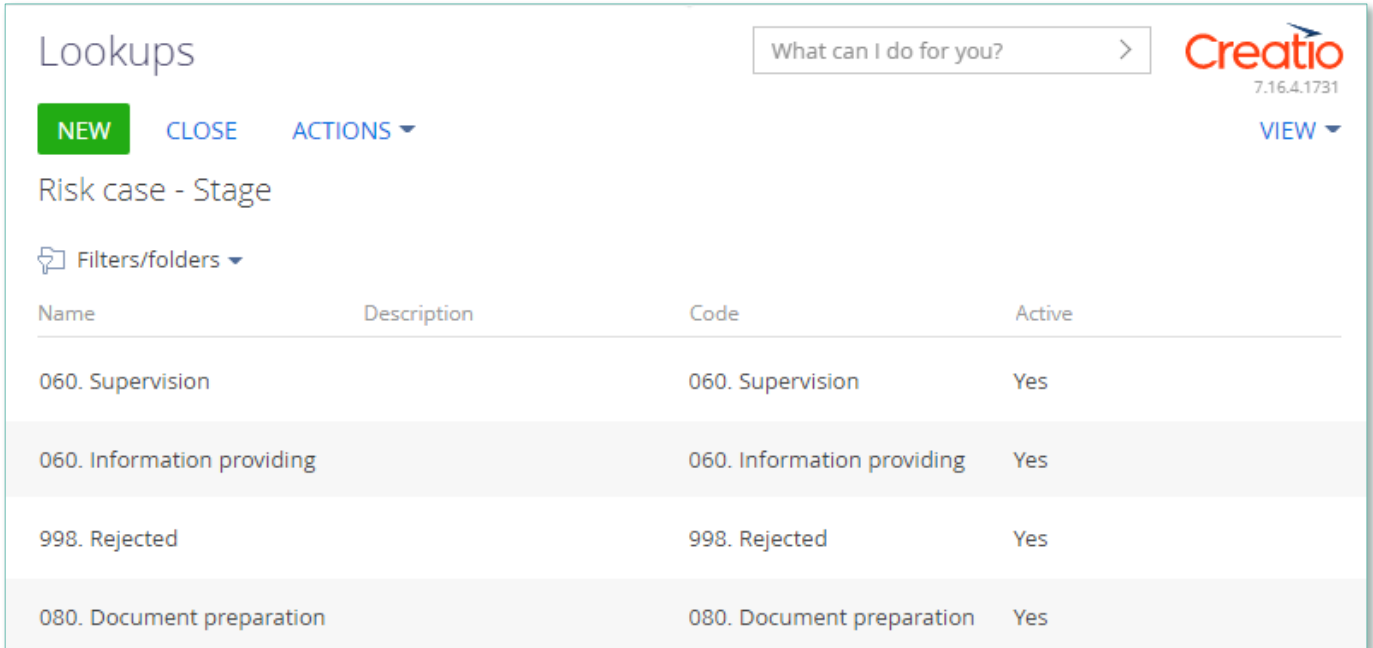 Lookups What can I do for you? Creatio
7.16.4.1731
NEW CLOSE ACTIONS VIEW
Risk case - Stage
Filters/folders
Name Description Code Active
060. Supervision 060. Supervision Yes
060. Information providing 060. Information providing Yes
998. Rejected 998. Rejected Yes
080. Document preparation 080. Document preparation Yes